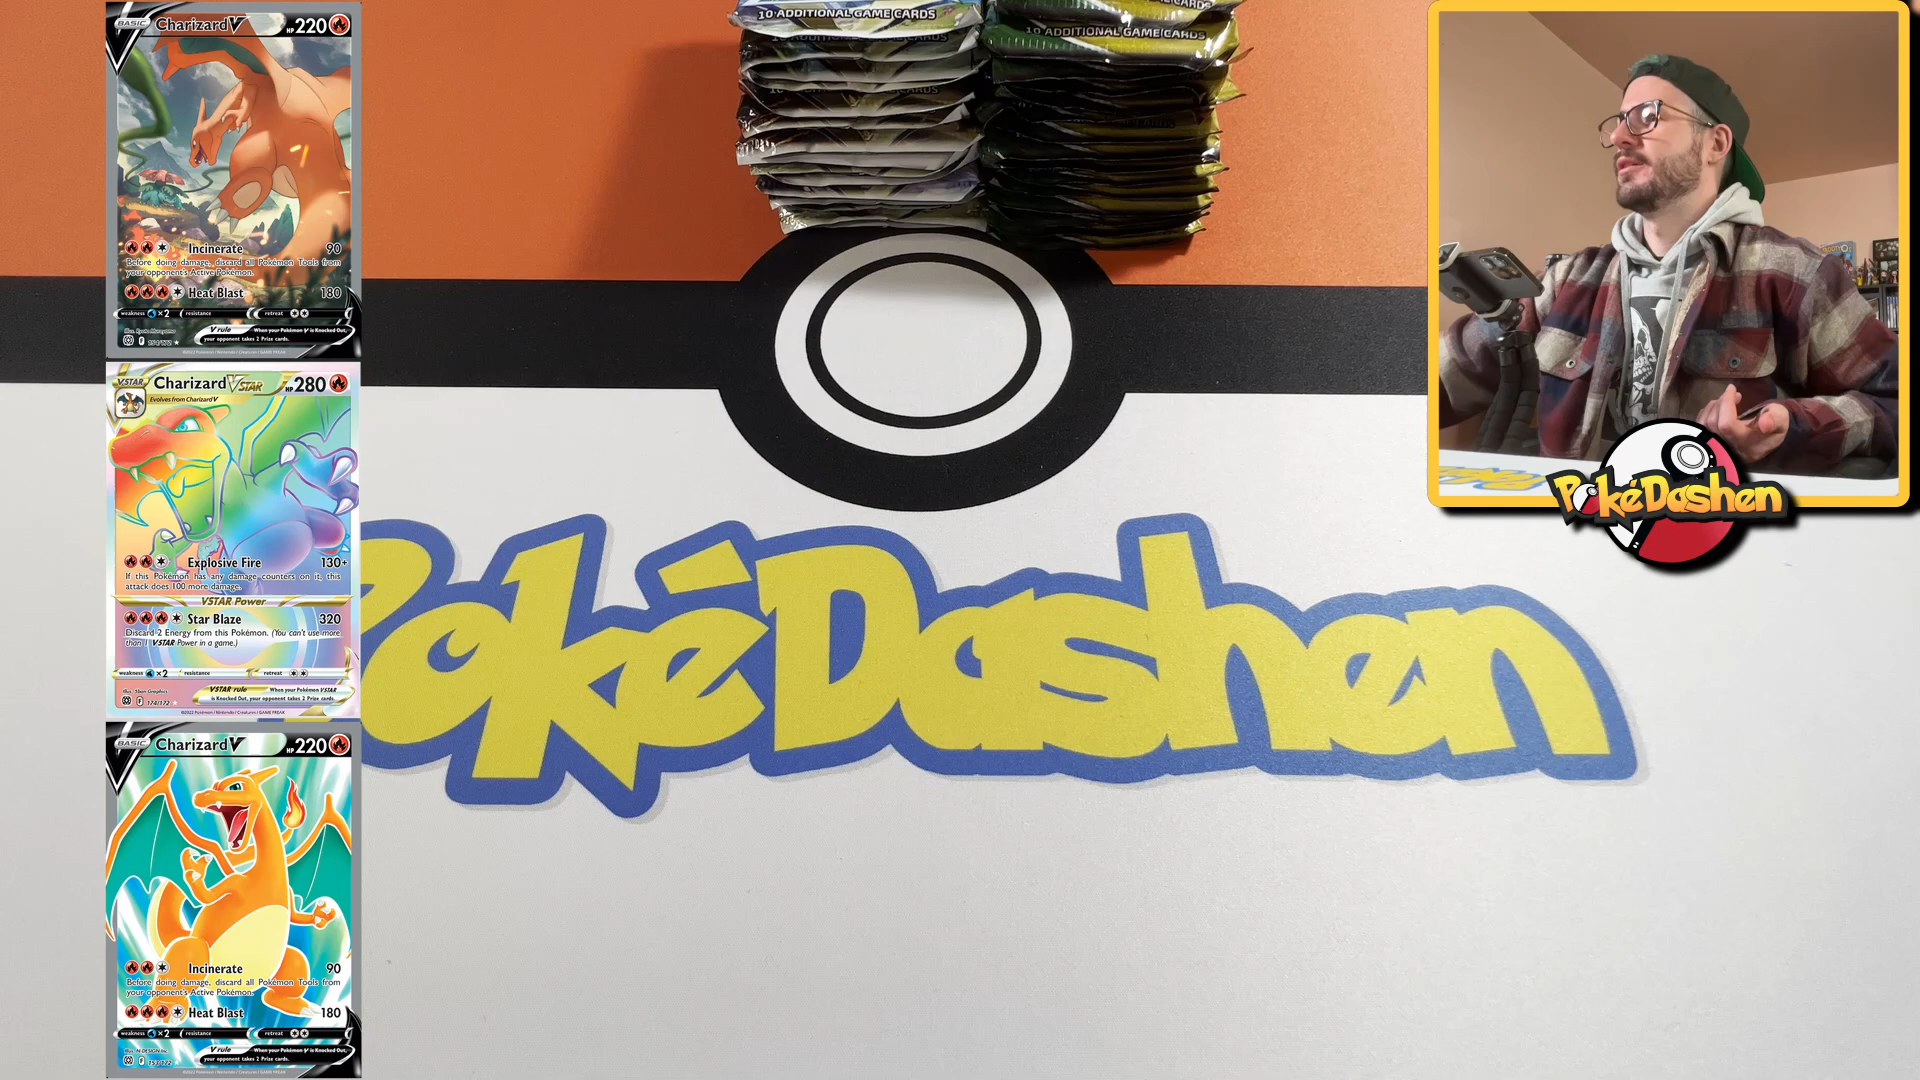 BASIC Charizard V HP 220
Incinerate 90
Before doing damage, discard all Pokémon Tools from
your opponent's Active Pokémon.
Heat Blast 180
weakness ×2 resistance retreat
V rule When your Pokémon V is Knocked Out,
your opponent takes 2 Prize cards.
154/172
VSTAR Charizard VSTAR HP 280
Evolves from Charizard V
Explosive Fire 130+
If this Pokémon has any damage counters on it, this
attack does 100 more damage.
VSTAR Power
Star Blaze 320
Discard 2 Energy from this Pokémon. (You can't use more
than 1 VSTAR Power in a game.)
weakness ×2 resistance retreat
VSTAR rule When your Pokémon VSTAR
is Knocked Out, your opponent takes 2 Prize cards.
174/172
BASIC Charizard V HP 220
Incinerate 90
Before doing damage, discard all Pokémon Tools from
your opponent's Active Pokémon.
Heat Blast 180
weakness ×2 resistance retreat
V rule When your Pokémon V is Knocked Out,
your opponent takes 2 Prize cards.
153/172
10 ADDITIONAL GAME CARDS
10 ADDITIONAL GAME CARDS
PokéDashen
PokéDashen